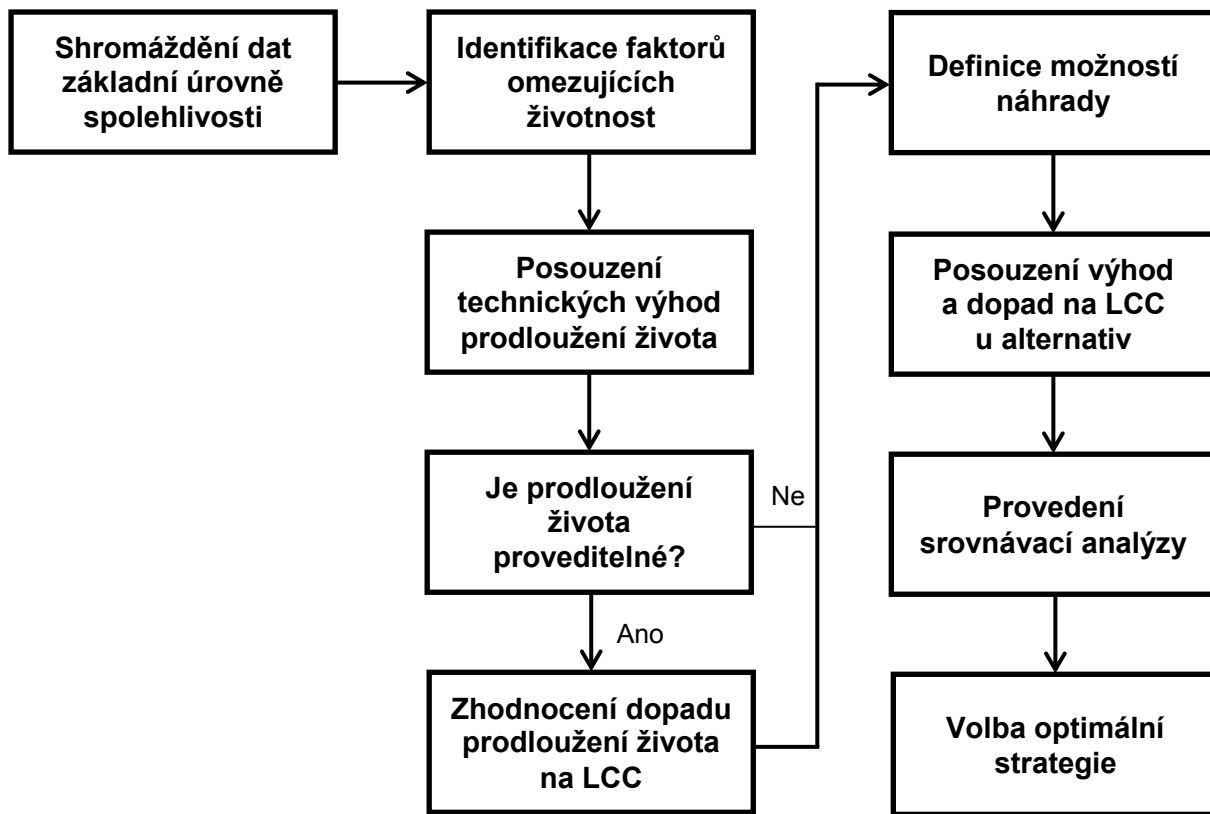 Shromáždění dat
základní úrovně
spolehlivosti
Identifikace faktorů
omezujících
životnost
Posouzení
technických výhod
prodloužení života
Je prodloužení
života
proveditelné?
Ne
Ano
Zhodnocení dopadu
prodloužení života
na LCC
Definice možností
náhrady
Posouzení výhod
a dopad na LCC
u alternativ
Provedení
srovnávací analýzy
Volba optimální
strategie